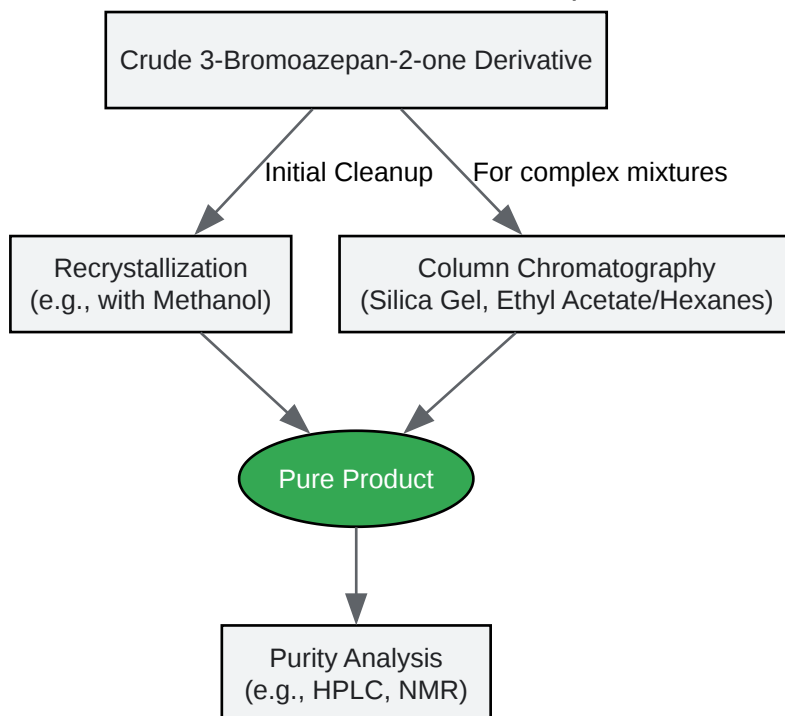 Crude 3-Bromoazepan-2-one Derivative
Initial Cleanup
For complex mixtures
Recrystallization
(e.g., with Methanol)
Column Chromatography
(Silica Gel, Ethyl Acetate/Hexanes)
Pure Product
Purity Analysis
(e.g., HPLC, NMR)